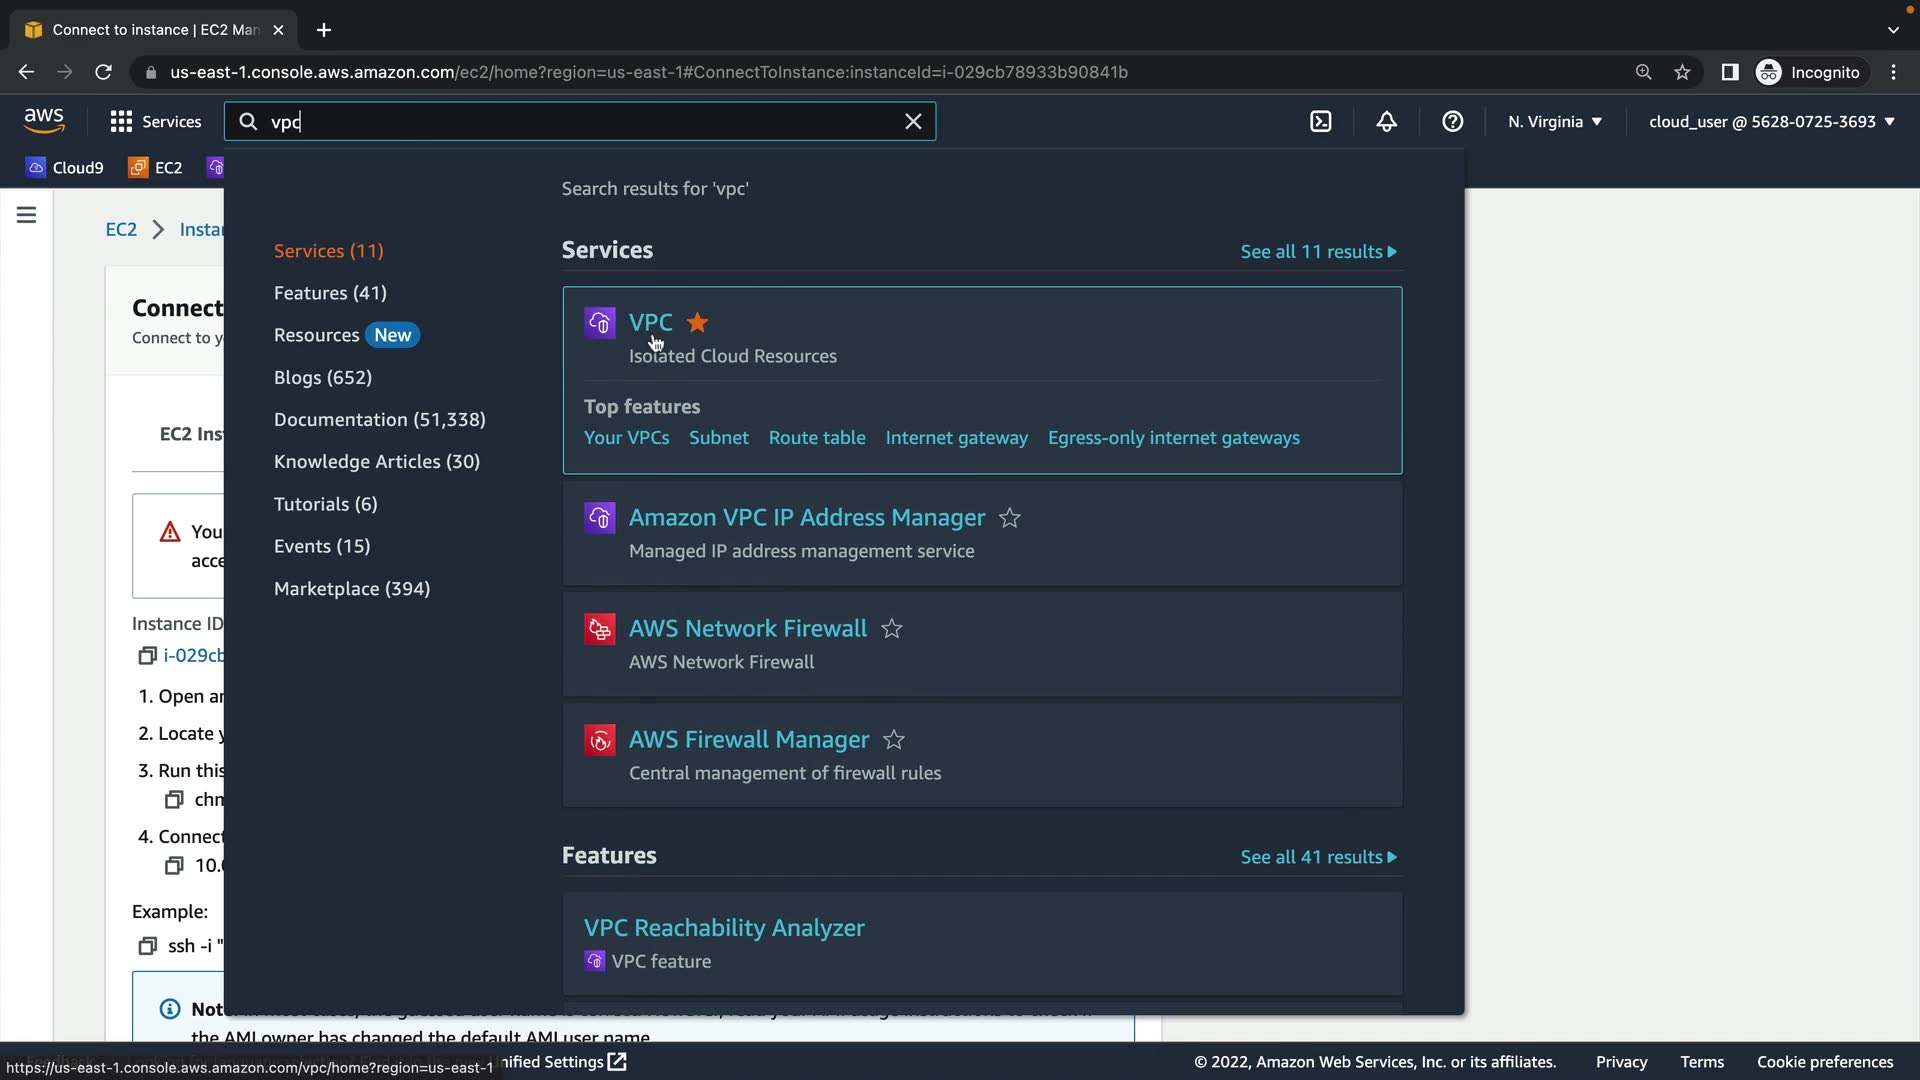 Connect to instance | EC2 Man
us-east-1.console.aws.amazon.com/ec2/home?region=us-east-1#ConnectToInstance:instanceId=i-029cb78933b90841b
Incognito
aws
Services
vpc
N. Virginia
cloud_user @ 5628-0725-3693
Cloud9
EC2
Search results for 'vpc'
EC2
Instar
Services (11)
Features (41)
Resources New
Blogs (652)
Documentation (51,338)
Knowledge Articles (30)
Tutorials (6)
Events (15)
Marketplace (394)
Services
See all 11 results
VPC
Isolated Cloud Resources
Top features
Your VPCs Subnet Route table Internet gateway Egress-only internet gateways
Amazon VPC IP Address Manager
Managed IP address management service
AWS Network Firewall
AWS Network Firewall
AWS Firewall Manager
Central management of firewall rules
Features
See all 41 results
VPC Reachability Analyzer
VPC feature
Connect
Connect to y
EC2 Ins
You
acce
Instance ID
i-029cb
1. Open an
2. Locate y
3. Run this
chm
4. Connect
10.0
Example:
ssh -i "
the AMI owner has changed the default AMI user name
nified Settings
© 2022, Amazon Web Services, Inc. or its affiliates.
Privacy
Terms
Cookie preferences
https://us-east-1.console.aws.amazon.com/vpc/home?region=us-east-1